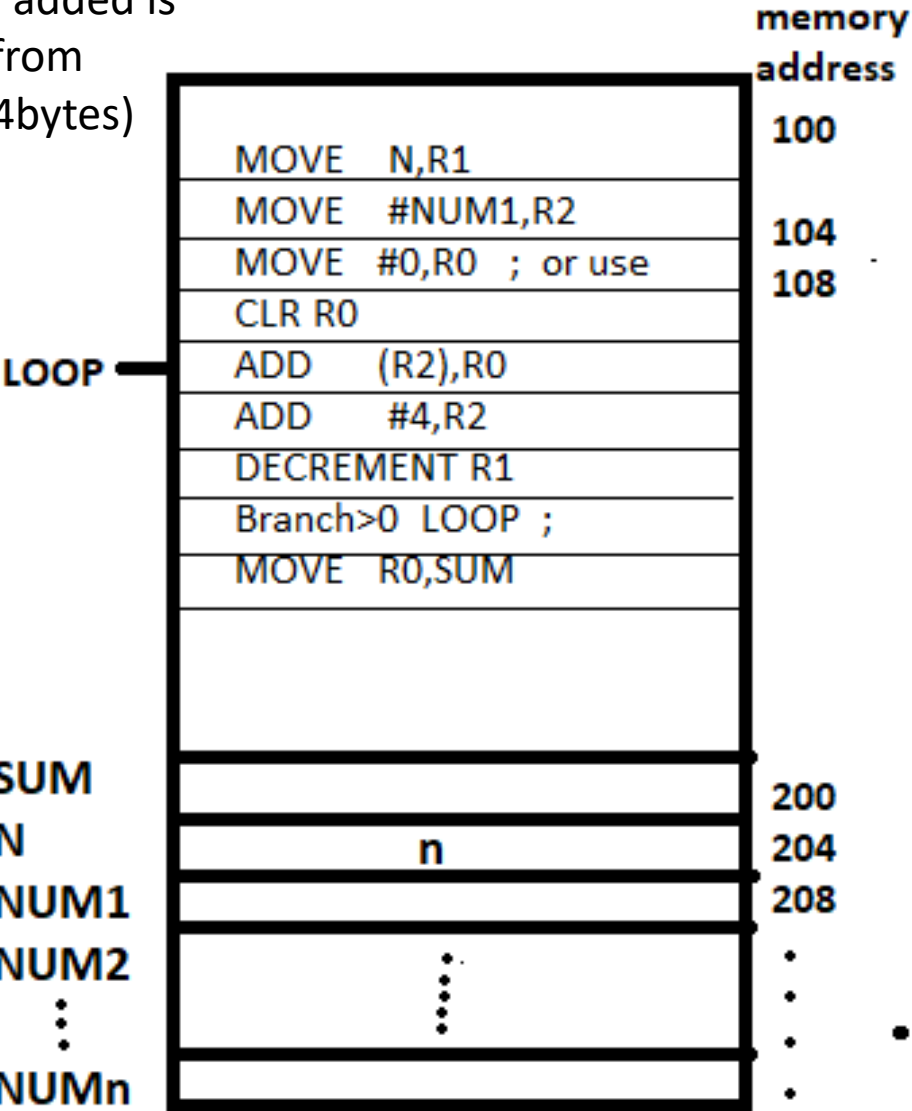 added is
from
4bytes)
memory
address
100
MOVE N,R1
MOVE #NUM1,R2
104
MOVE #0,R0 ; or use
108
CLR R0
LOOP
ADD (R2),R0
ADD #4,R2
DECREMENT R1
Branch>0 LOOP ;
MOVE R0,SUM
SUM
200
N
n
204
NUM1
208
NUM2
NUMn